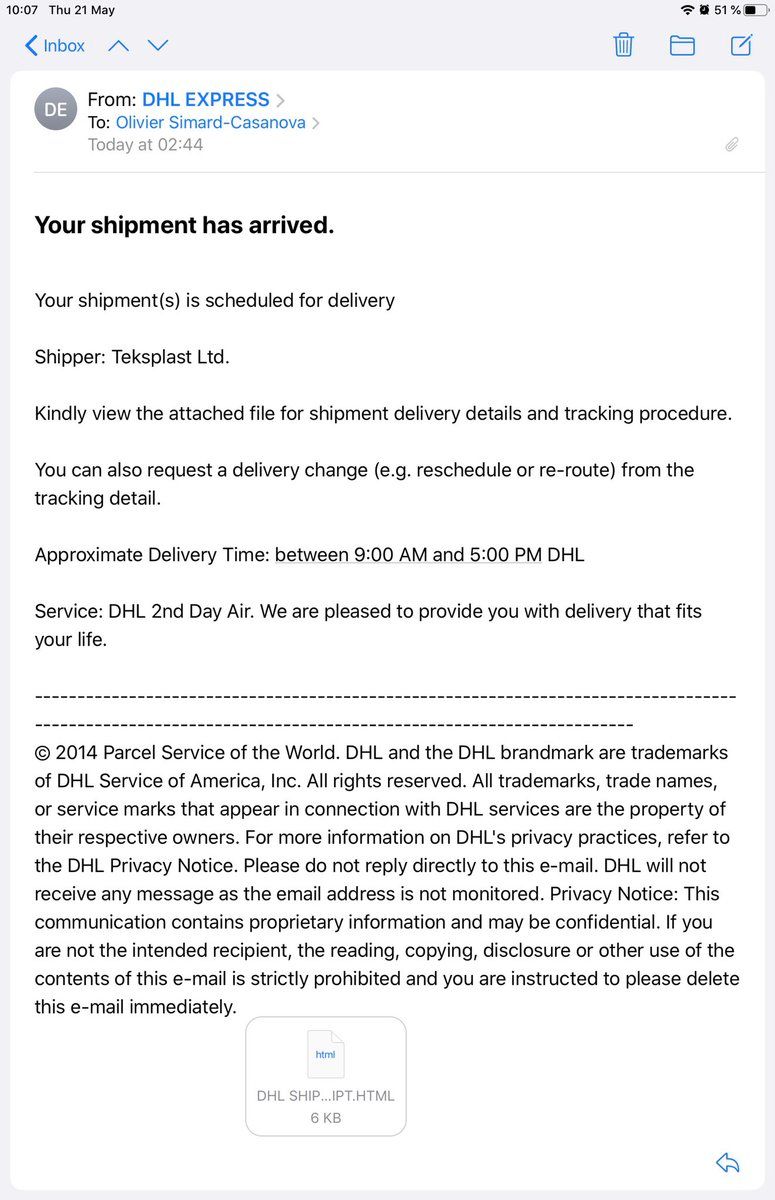 10:07 Thu 21 May
51 %
Inbox
DE
From: DHL EXPRESS
To: Olivier Simard-Casanova
Today at 02:44
Your shipment has arrived.
Your shipment(s) is scheduled for delivery
Shipper: Teksplast Ltd.
Kindly view the attached file for shipment delivery details and tracking procedure.
You can also request a delivery change (e.g. reschedule or re-route) from the
tracking detail.
Approximate Delivery Time: between 9:00 AM and 5:00 PM DHL
Service: DHL 2nd Day Air. We are pleased to provide you with delivery that fits
your life.
--------------------------------------------------------------------------------
--------------------------------------------------------------------
© 2014 Parcel Service of the World. DHL and the DHL brandmark are trademarks
of DHL Service of America, Inc. All rights reserved. All trademarks, trade names,
or service marks that appear in connection with DHL services are the property of
their respective owners. For more information on DHL's privacy practices, refer to
the DHL Privacy Notice. Please do not reply directly to this e-mail. DHL will not
receive any message as the email address is not monitored. Privacy Notice: This
communication contains proprietary information and may be confidential. If you
are not the intended recipient, the reading, copying, disclosure or other use of the
contents of this e-mail is strictly prohibited and you are instructed to please delete
this e-mail immediately.
html
DHL SHIP...IPT.HTML
6 KB